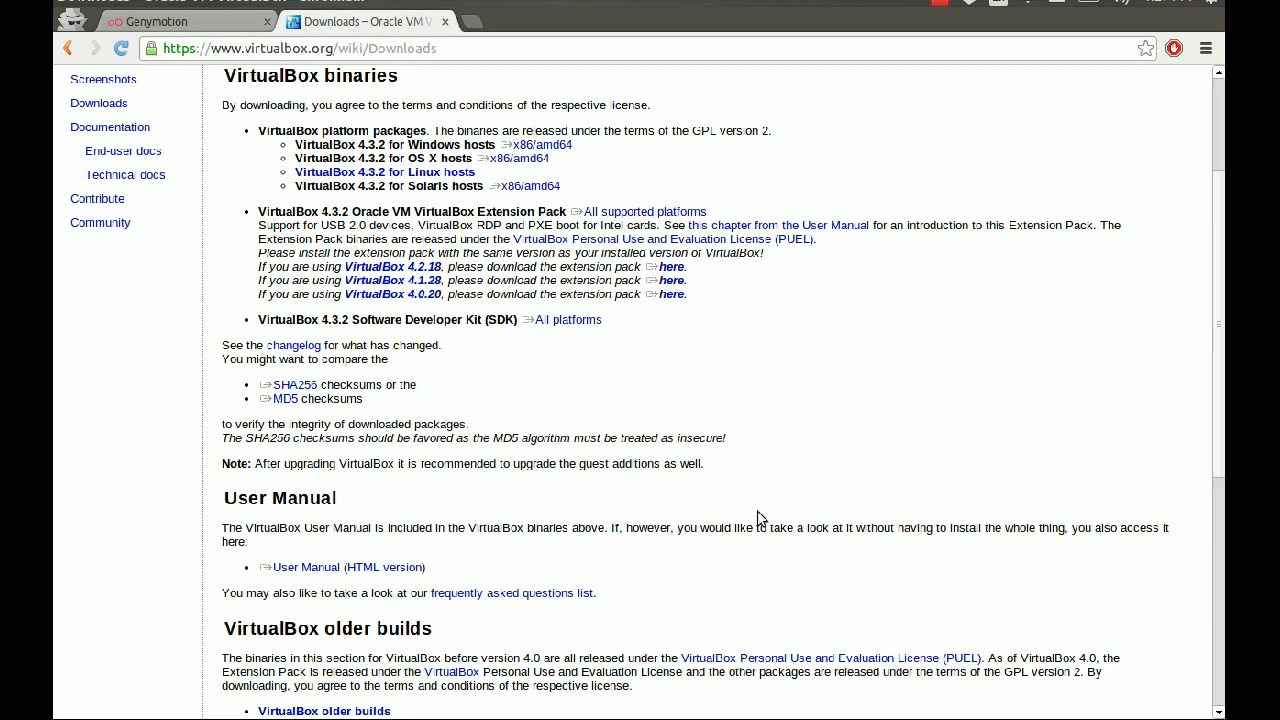 Genymotion
Downloads – Oracle VM V
https://www.virtualbox.org/wiki/Downloads
Screenshots
Downloads
Documentation
End-user docs
Technical docs
Contribute
Community
VirtualBox binaries
By downloading, you agree to the terms and conditions of the respective license.
VirtualBox platform packages. The binaries are released under the terms of the GPL version 2.
VirtualBox 4.3.2 for Windows hosts x86/amd64
VirtualBox 4.3.2 for OS X hosts x86/amd64
VirtualBox 4.3.2 for Linux hosts
VirtualBox 4.3.2 for Solaris hosts x86/amd64
VirtualBox 4.3.2 Oracle VM VirtualBox Extension Pack All supported platforms
Support for USB 2.0 devices, VirtualBox RDP and PXE boot for Intel cards. See this chapter from the User Manual for an introduction to this Extension Pack. The
Extension Pack binaries are released under the VirtualBox Personal Use and Evaluation License (PUEL).
Please install the extension pack with the same version as your installed version of VirtualBox!
If you are using VirtualBox 4.2.18, please download the extension pack here.
If you are using VirtualBox 4.1.28, please download the extension pack here.
If you are using VirtualBox 4.0.20, please download the extension pack here.
VirtualBox 4.3.2 Software Developer Kit (SDK) All platforms
See the changelog for what has changed.
You might want to compare the
SHA256 checksums or the
MD5 checksums
to verify the integrity of downloaded packages.
The SHA256 checksums should be favored as the MD5 algorithm must be treated as insecure!
Note: After upgrading VirtualBox it is recommended to upgrade the guest additions as well.
User Manual
The VirtualBox User Manual is included in the VirtualBox binaries above. If, however, you would like to take a look at it without having to install the whole thing, you also access it
here:
User Manual (HTML version)
You may also like to take a look at our frequently asked questions list.
VirtualBox older builds
The binaries in this section for VirtualBox before version 4.0 are all released under the VirtualBox Personal Use and Evaluation License (PUEL). As of VirtualBox 4.0, the
Extension Pack is released under the VirtualBox Personal Use and Evaluation License and the other packages are released under the terms of the GPL version 2. By
downloading, you agree to the terms and conditions of the respective license.
VirtualBox older builds